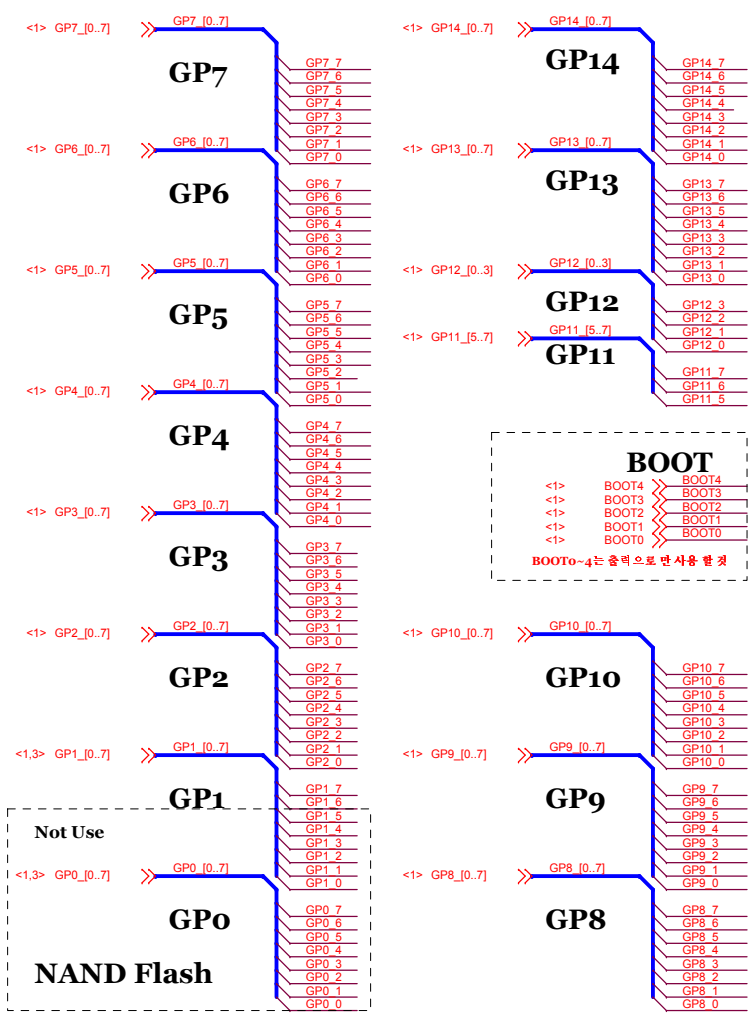 <1> GP7_[0..7] GP7_[0..7]
GP7
GP7_7
GP7_6
GP7_5
GP7_4
GP7_3
GP7_2
GP7_1
GP7_0
<1> GP6_[0..7] GP6_[0..7]
GP6
GP6_7
GP6_6
GP6_5
GP6_4
GP6_3
GP6_2
GP6_1
GP6_0
<1> GP5_[0..7] GP5_[0..7]
GP5
GP5_7
GP5_6
GP5_5
GP5_4
GP5_3
GP5_2
GP5_1
GP5_0
<1> GP4_[0..7] GP4_[0..7]
GP4
GP4_7
GP4_6
GP4_5
GP4_4
GP4_3
GP4_2
GP4_1
GP4_0
<1> GP3_[0..7] GP3_[0..7]
GP3
GP3_7
GP3_6
GP3_5
GP3_4
GP3_3
GP3_2
GP3_1
GP3_0
<1> GP2_[0..7] GP2_[0..7]
GP2
GP2_7
GP2_6
GP2_5
GP2_4
GP2_3
GP2_2
GP2_1
GP2_0
<1,3> GP1_[0..7] GP1_[0..7]
GP1
GP1_7
GP1_6
GP1_5
GP1_4
GP1_3
GP1_2
GP1_1
GP1_0
Not Use
<1,3> GP0_[0..7] GP0_[0..7]
GP0
GP0_7
GP0_6
GP0_5
GP0_4
GP0_3
GP0_2
GP0_1
GP0_0
NAND Flash
<1> GP14_[0..7] GP14_[0..7]
GP14
GP14_7
GP14_6
GP14_5
GP14_4
GP14_3
GP14_2
GP14_1
GP14_0
<1> GP13_[0..7] GP13_[0..7]
GP13
GP13_7
GP13_6
GP13_5
GP13_4
GP13_3
GP13_2
GP13_1
GP13_0
<1> GP12_[0..3] GP12_[0..3]
GP12
GP12_3
GP12_2
GP12_1
GP12_0
<1> GP11_[5..7] GP11_[5..7]
GP11
GP11_7
GP11_6
GP11_5
BOOT
<1> BOOT4 BOOT4
<1> BOOT3 BOOT3
<1> BOOT2 BOOT2
<1> BOOT1 BOOT1
<1> BOOT0 BOOT0
BOOT0~4는 출력으로 만 사용 할 것
<1> GP10_[0..7] GP10_[0..7]
GP10
GP10_7
GP10_6
GP10_5
GP10_4
GP10_3
GP10_2
GP10_1
GP10_0
<1> GP9_[0..7] GP9_[0..7]
GP9
GP9_7
GP9_6
GP9_5
GP9_4
GP9_3
GP9_2
GP9_1
GP9_0
<1> GP8_[0..7] GP8_[0..7]
GP8
GP8_7
GP8_6
GP8_5
GP8_4
GP8_3
GP8_2
GP8_1
GP8_0